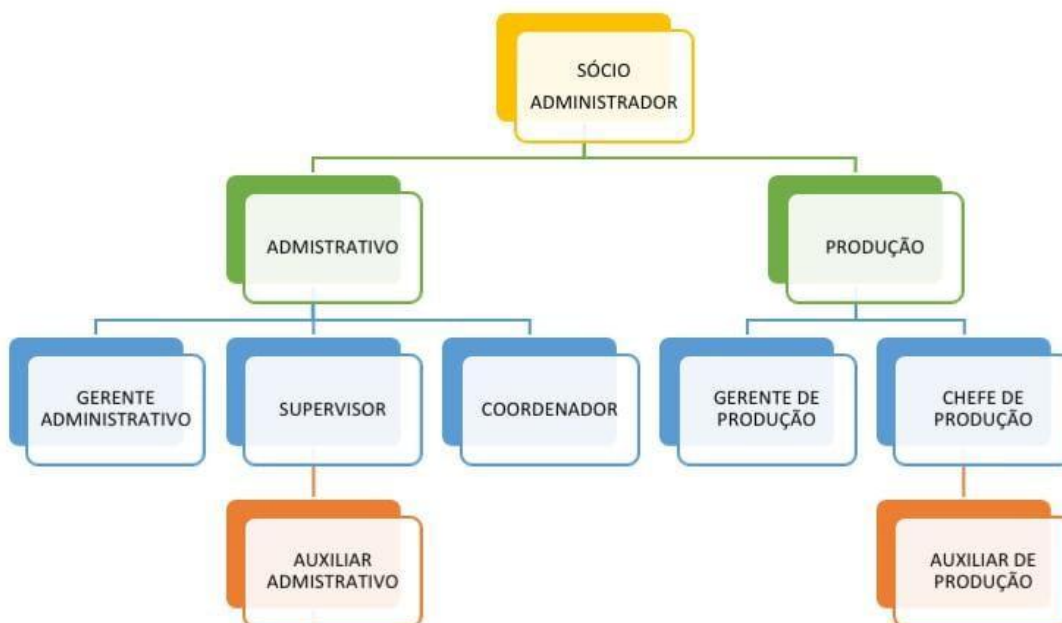 SÓCIO
ADMINISTRADOR
ADMISTRATIVO
PRODUÇÃO
GERENTE
ADMINISTRATIVO
SUPERVISOR
COORDENADOR
GERENTE DE
PRODUÇÃO
CHEFE DE
PRODUÇÃO
AUXILIAR
ADMISTRATIVO
AUXILIAR DE
PRODUÇÃO